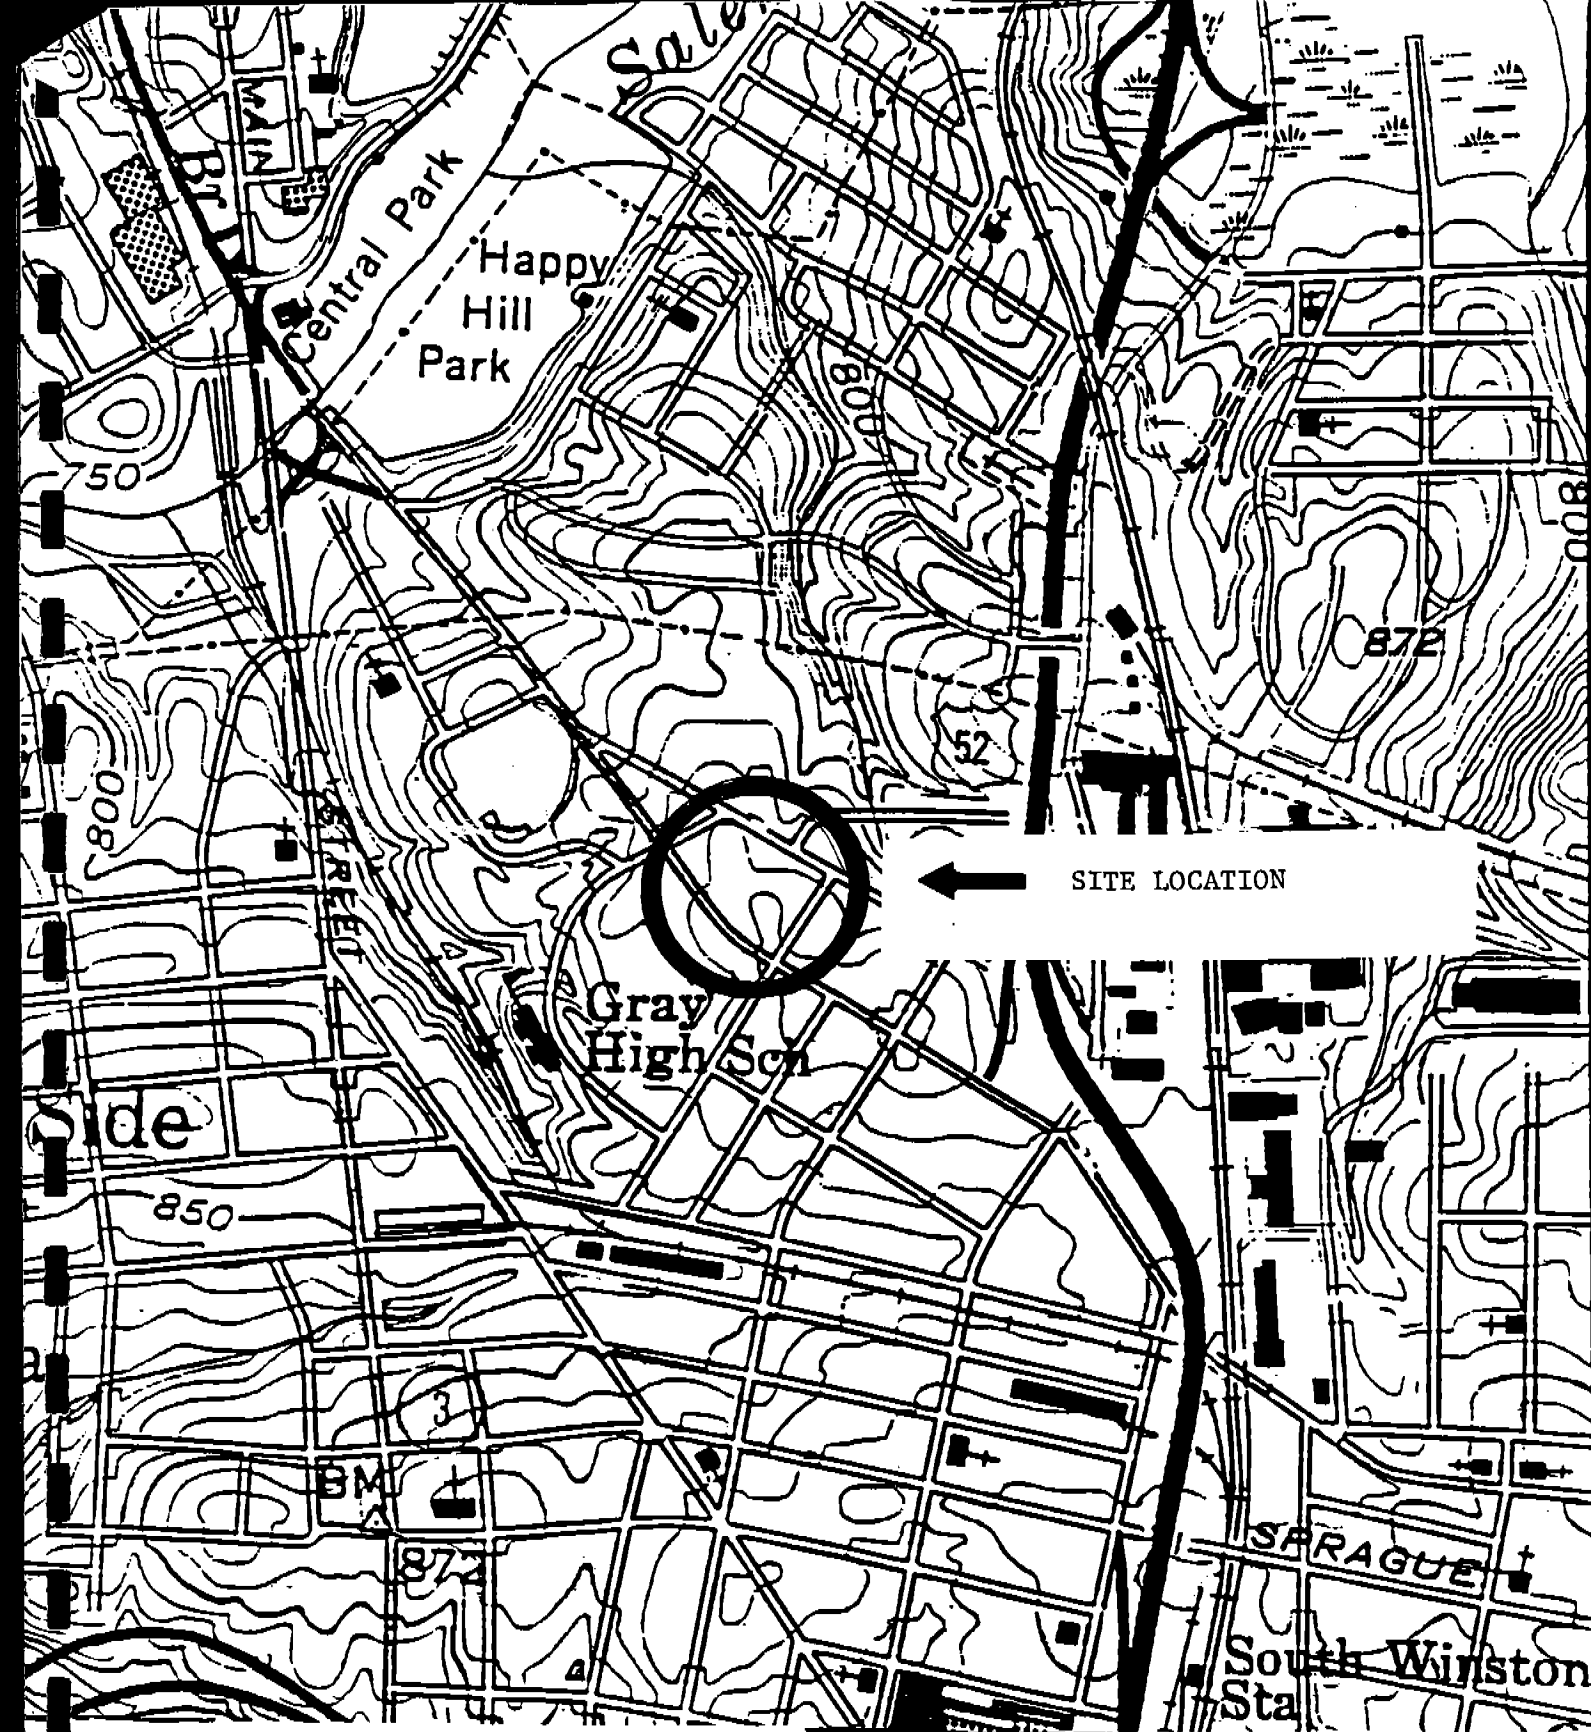 Sale
MAIN
Br
Central Park
Happy
Hill
Park
800
750
800
872
52
800
STREET
SITE LOCATION
Gray
High Sch
Side
850
3
BM
872
SPRAGUE
South Winston
Sta